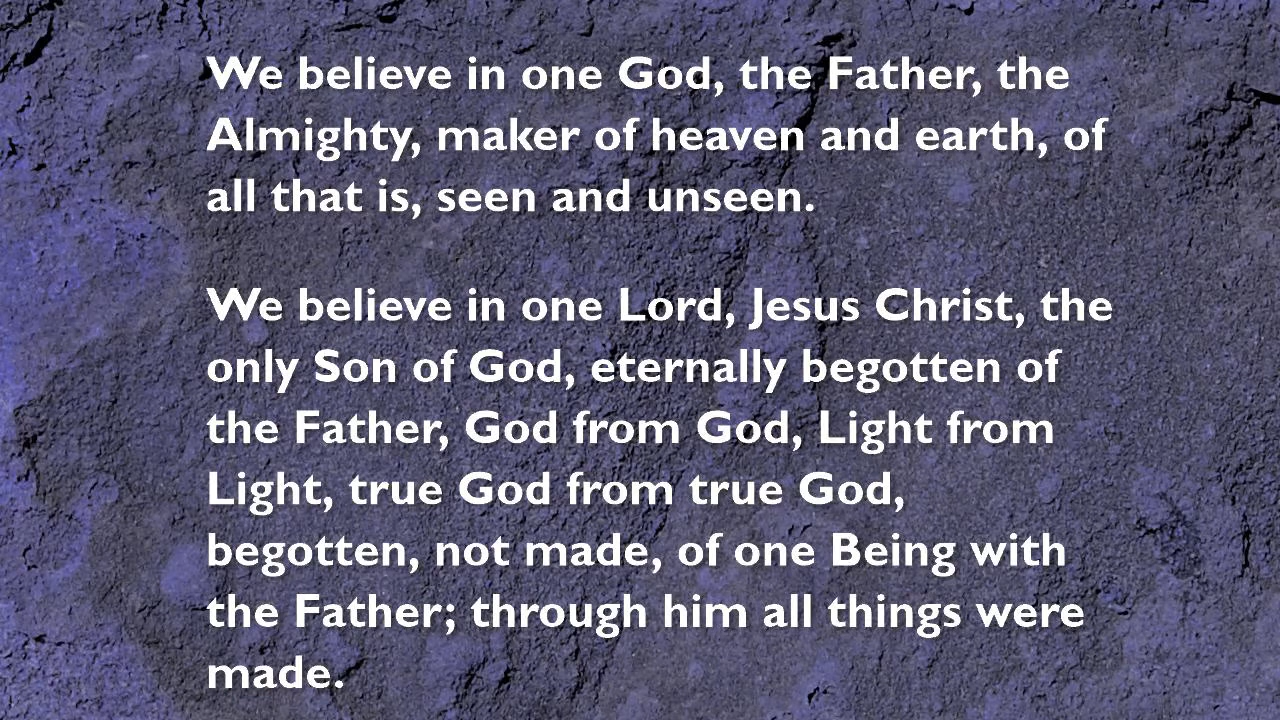 We believe in one God, the Father, the
Almighty, maker of heaven and earth, of
all that is, seen and unseen.
We believe in one Lord, Jesus Christ, the
only Son of God, eternally begotten of
the Father, God from God, Light from
Light, true God from true God,
begotten, not made, of one Being with
the Father; through him all things were
made.